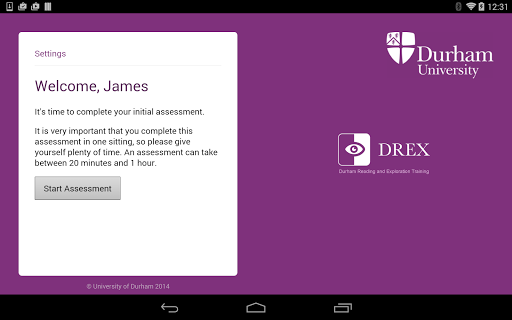 12:31
Settings
Welcome, James
It's time to complete your initial assessment.
It is very important that you complete this
assessment in one sitting, so please give
yourself plenty of time. An assessment can take
between 20 minutes and 1 hour.
Start Assessment
Durham
University
DREX
Durham Reading and Exploration Training
© University of Durham 2014